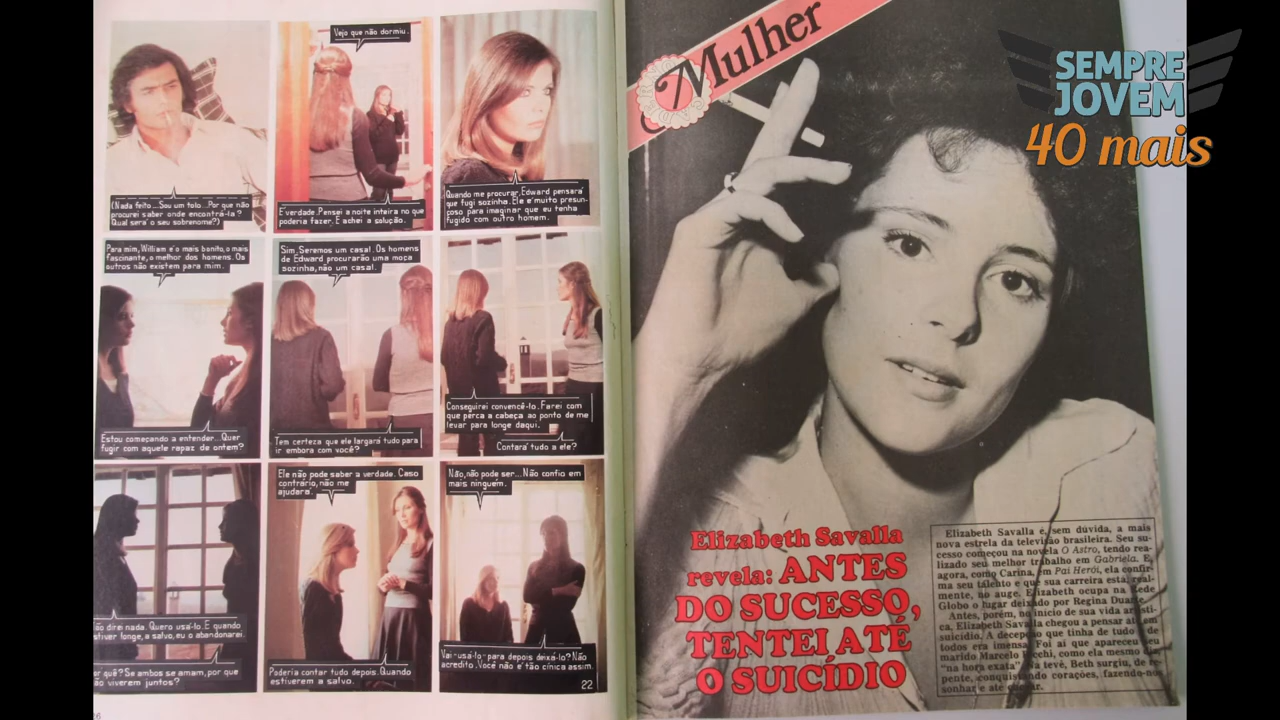 (Nada feito...Sou um tolo...Por que não
procurei saber onde encontrá-la?
Qual será o seu sobrenome?)
Vejo que não dormiu.
E verdade. Pensei a noite inteira no que
poderia fazer. E achei a solução.
Quando me procurar, Edward pensará
que fugi sozinha. Ele é muito presun-
çoso para imaginar que eu tenha
fugido com outro homem.
Para mim, William é o mais bonito, o mais
fascinante, o melhor dos homens. Os
outros não existem para mim.
Estou começando a entender...Quer
fugir com aquele rapaz de ontem?
Sim. Seremos um casal. Os homens
de Edward procurarão uma moça
sozinha, não um casal.
Tem certeza que ele largará tudo para
ir embora com você?
Conseguirei convencê-lo. Farei com
que perca a cabeça ao ponto de me
levar para longe daqui.
Contará tudo a ele?
ão direi nada. Quero usá-lo. E quando
stiver longe, a salvo, eu o abandonarei.
or quê? Se ambos se amam, por que
ão viverem juntos?
Ele não pode saber a verdade. Caso
contrário, não me
ajudará.
Poderia contar tudo depois. Quando
estiverem a salvo.
Não, não pode ser... Não confio em
mais ninguém.
Vai usá-lo para depois deixá-lo? Não
acredito. Você não é tão cínica assim.
22
Mulher
SEMPRE
JOVEM
40 mais
Elizabeth Savalla
revela: ANTES
DO SUCESSO,
TENTEI ATÉ
O SUICÍDIO
Elizabeth Savalla é, sem dúvida, a mais
nova estrela da televisão brasileira. Seu su-
cesso começou na novela O Astro, tendo rea-
lizado seu melhor trabalho em Gabriela. E,
agora, como Carina, em Pai Herói, ela confir-
ma seu talento e que sua carreira está, real-
mente, no auge. Elizabeth ocupa na Rede
Globo o lugar deixado por Regina Duarte.
Antes, porém, no início de sua vida artísti-
ca, Elizabeth Savalla chegou a pensar até em
suicídio. A decepção que tinha de tudo e de
todos era imensa. Foi aí que apareceu seu
marido Marcelo, como ela mesmo diz,
"na hora exata". Na tevê, Beth surgiu, de re-
pente, conquistando corações, fazendo-nos
sonhar e até